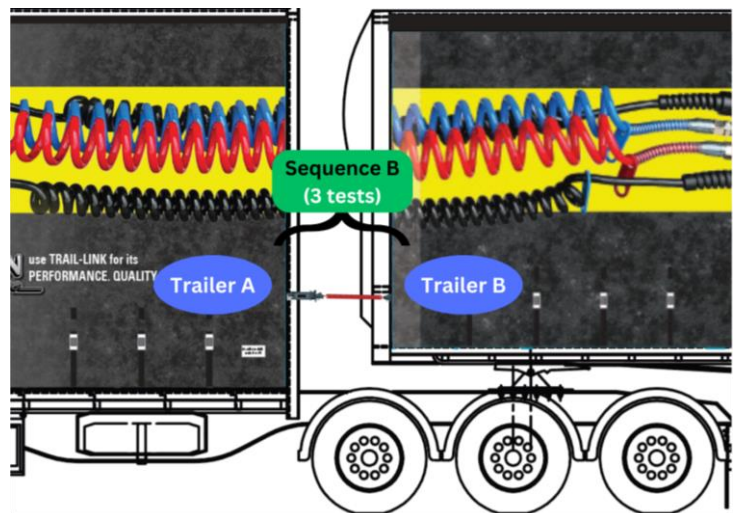 Sequence B
(3 tests)
use TRAIL-LINK for its
PERFORMANCE. QUALITY
Trailer A
Trailer B